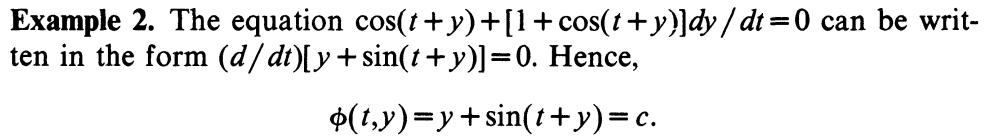 Example 2. The equation cos(t+y)+[1+cos(t+y)]dy/dt=0 can be writ-
ten in the form (d/dt)[y+sin(t+y)]=0. Hence,
ϕ(t,y)=y+sin(t+y)=c.